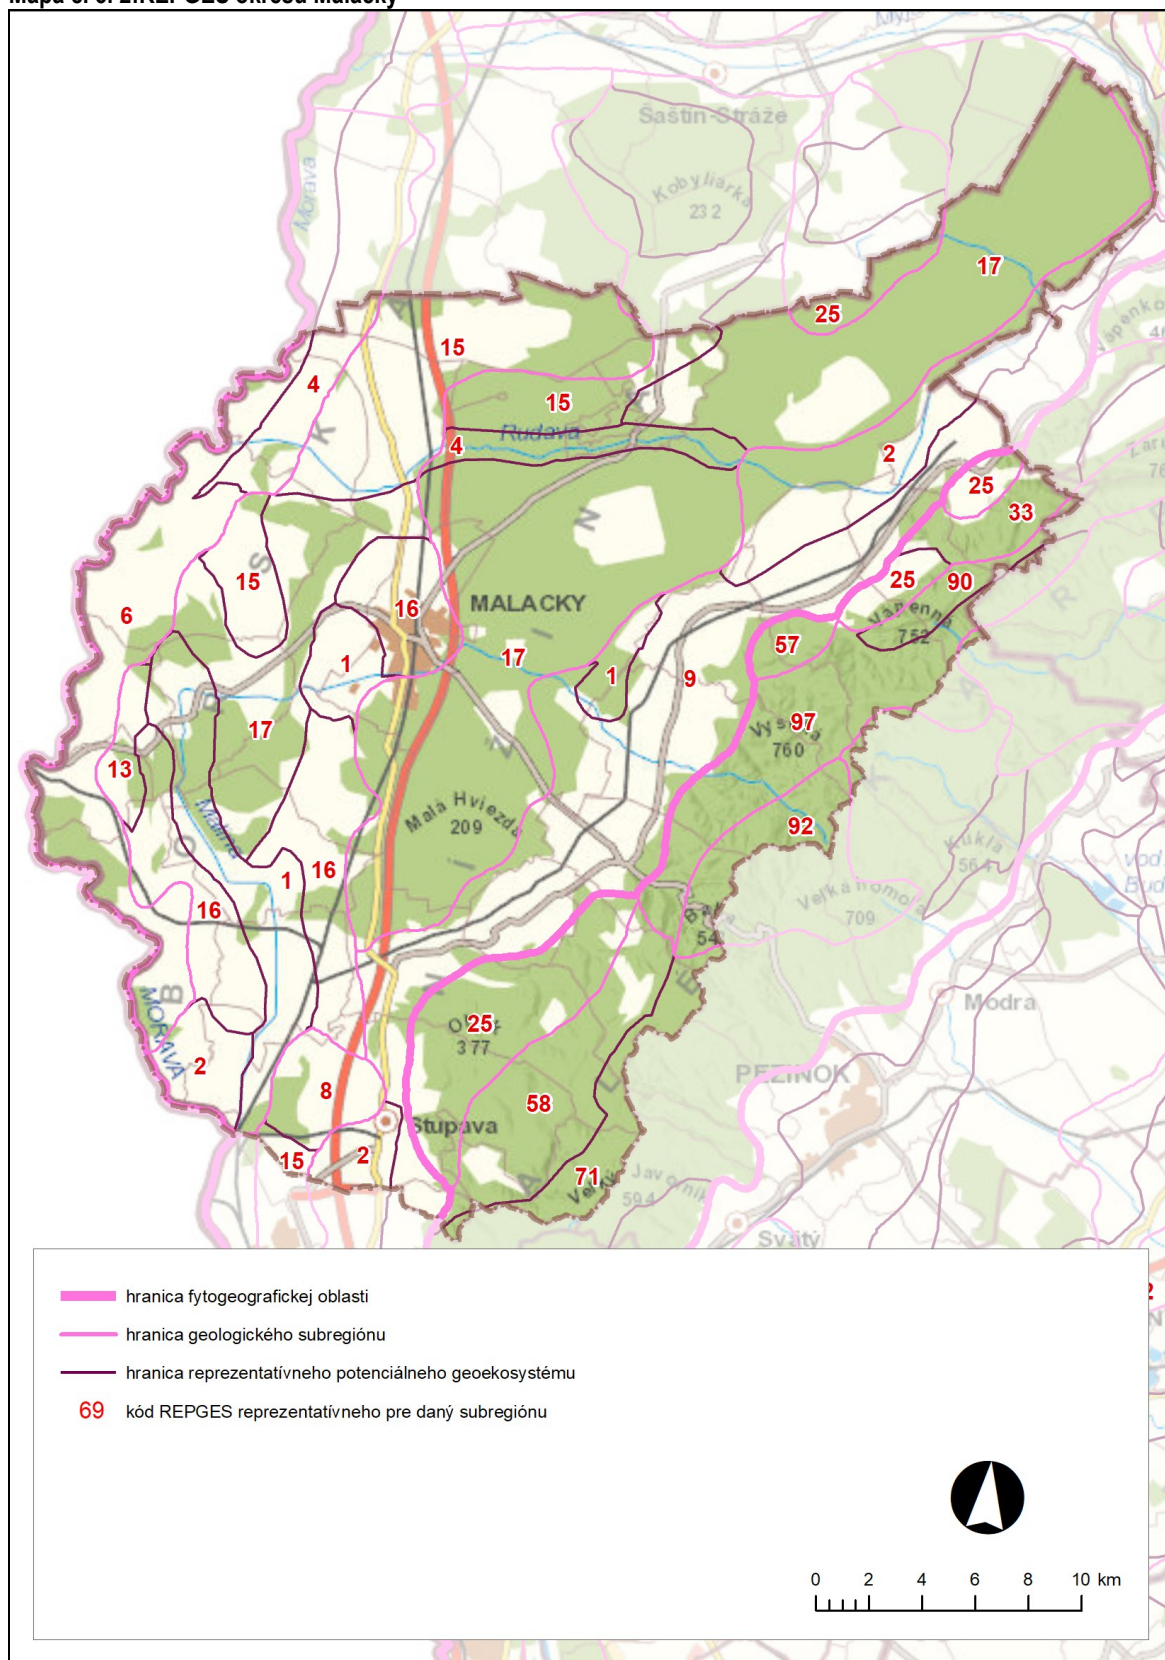 Šaštín-Stráže
Morava
Kobyliarka
232
17
25
15
4
15
Rudava
4
2
25
33
15
25
90
6
MALACKY
16
Vápenná
752
57
1
17
1
9
17
97
Vysoká
760
13
Malina
Malá Hviezda
209
92
Kukla
564
16
1
16
Veľká homoľa
709
Modra
MORAVA
25
377
2
PEZINOK
8
58
Stupava
15
2
71
Veľký Javorník
594
Svätý
hranica fytogeografickej oblasti
hranica geologického subregiónu
hranica reprezentatívneho potenciálneho geoekosystému
69 kód REPGES reprezentatívneho pre daný subregiónu
0 2 4 6 8 10 km